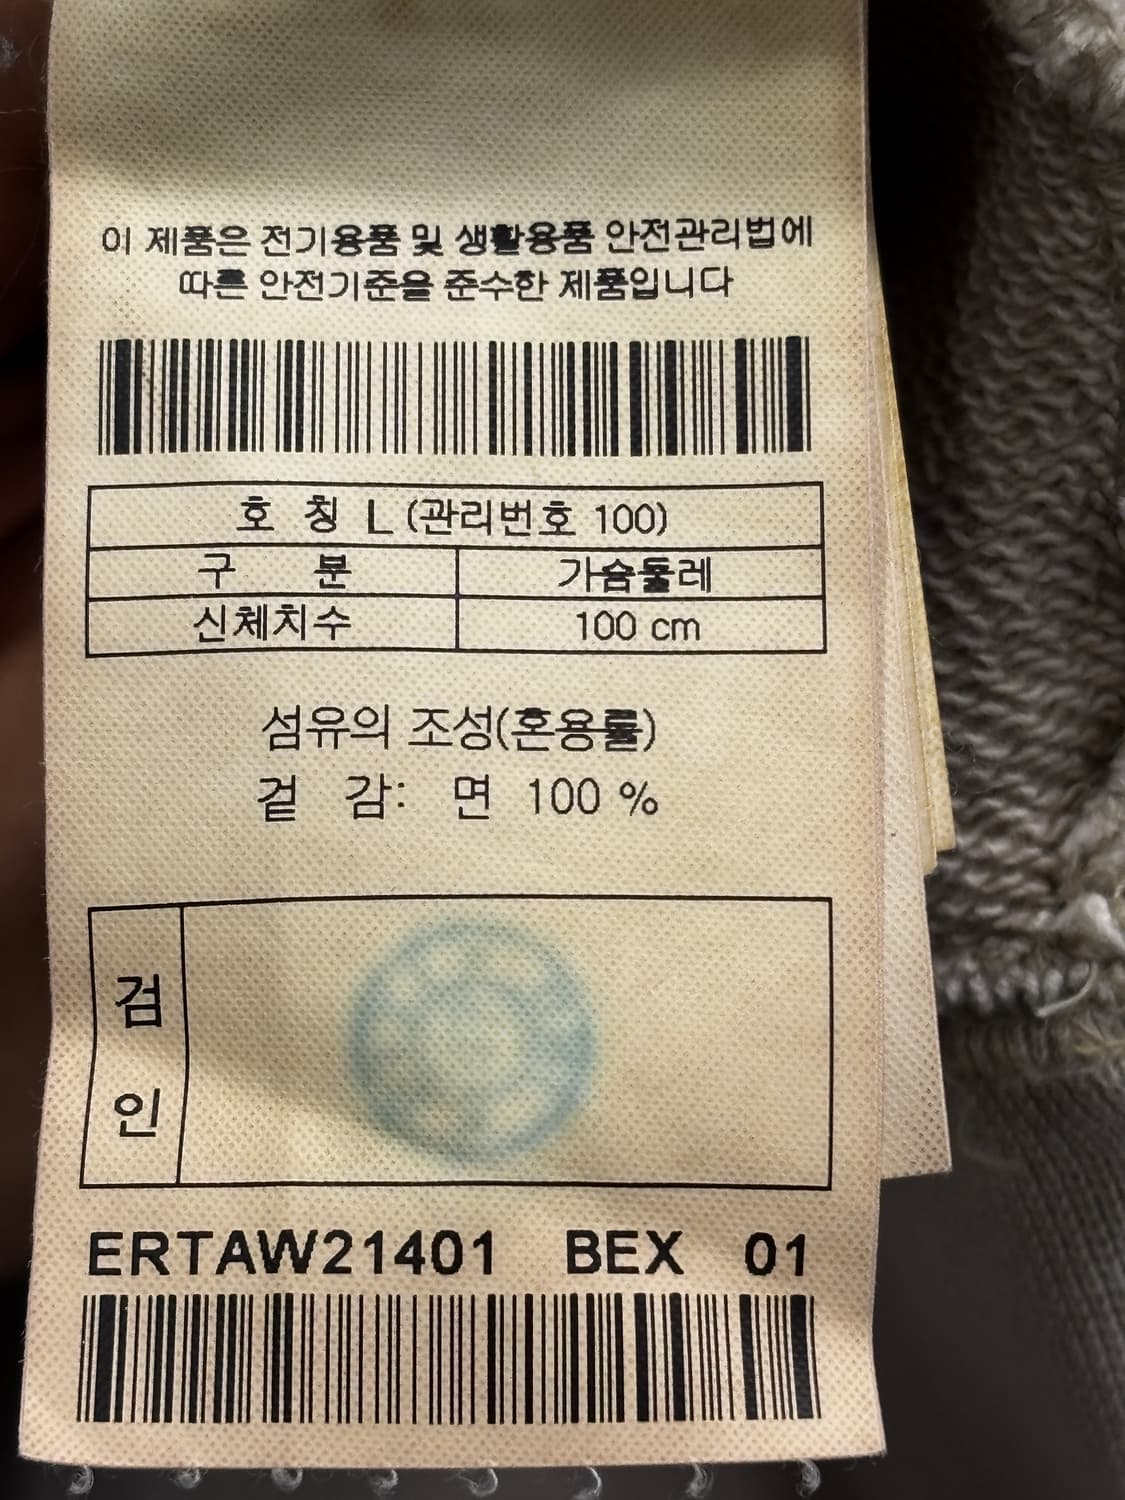 이 제품은 전기용품 및 생활용품 안전관리법에
따른 안전기준을 준수한 제품입니다
호 칭 L (관리번호 100)
구 분 가슴둘레
신체치수 100 cm
섬유의 조성(혼용률)
겉 감: 면 100 %
검
인
ERTAW21401 BEX 01